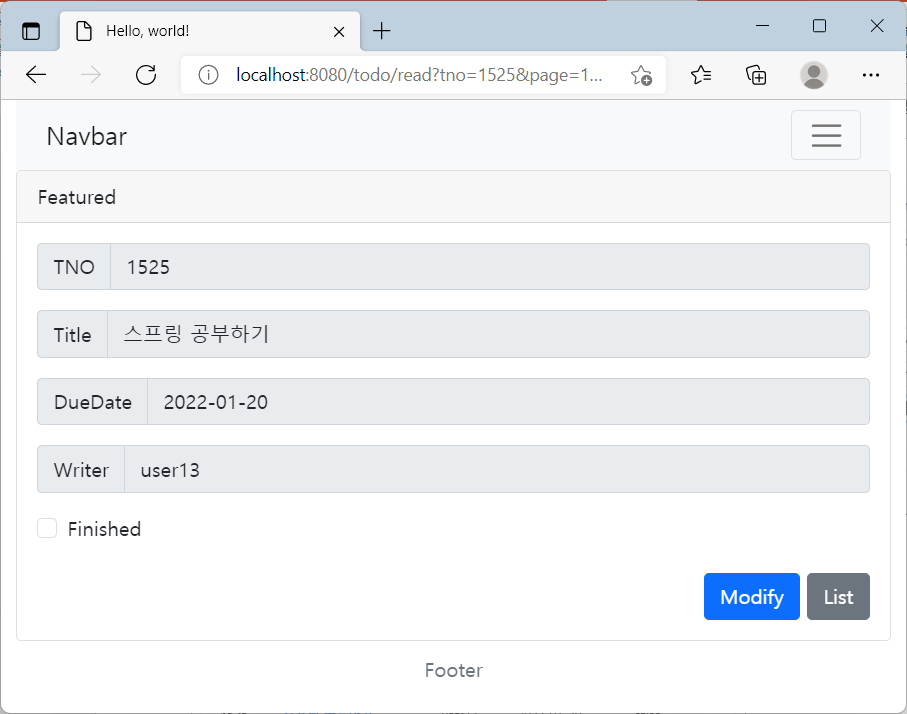 Hello, world!
localhost:8080/todo/read?tno=1525&page=1...
Navbar
Featured
TNO 1525
Title 스프링 공부하기
DueDate 2022-01-20
Writer user13
Finished
Modify List
Footer